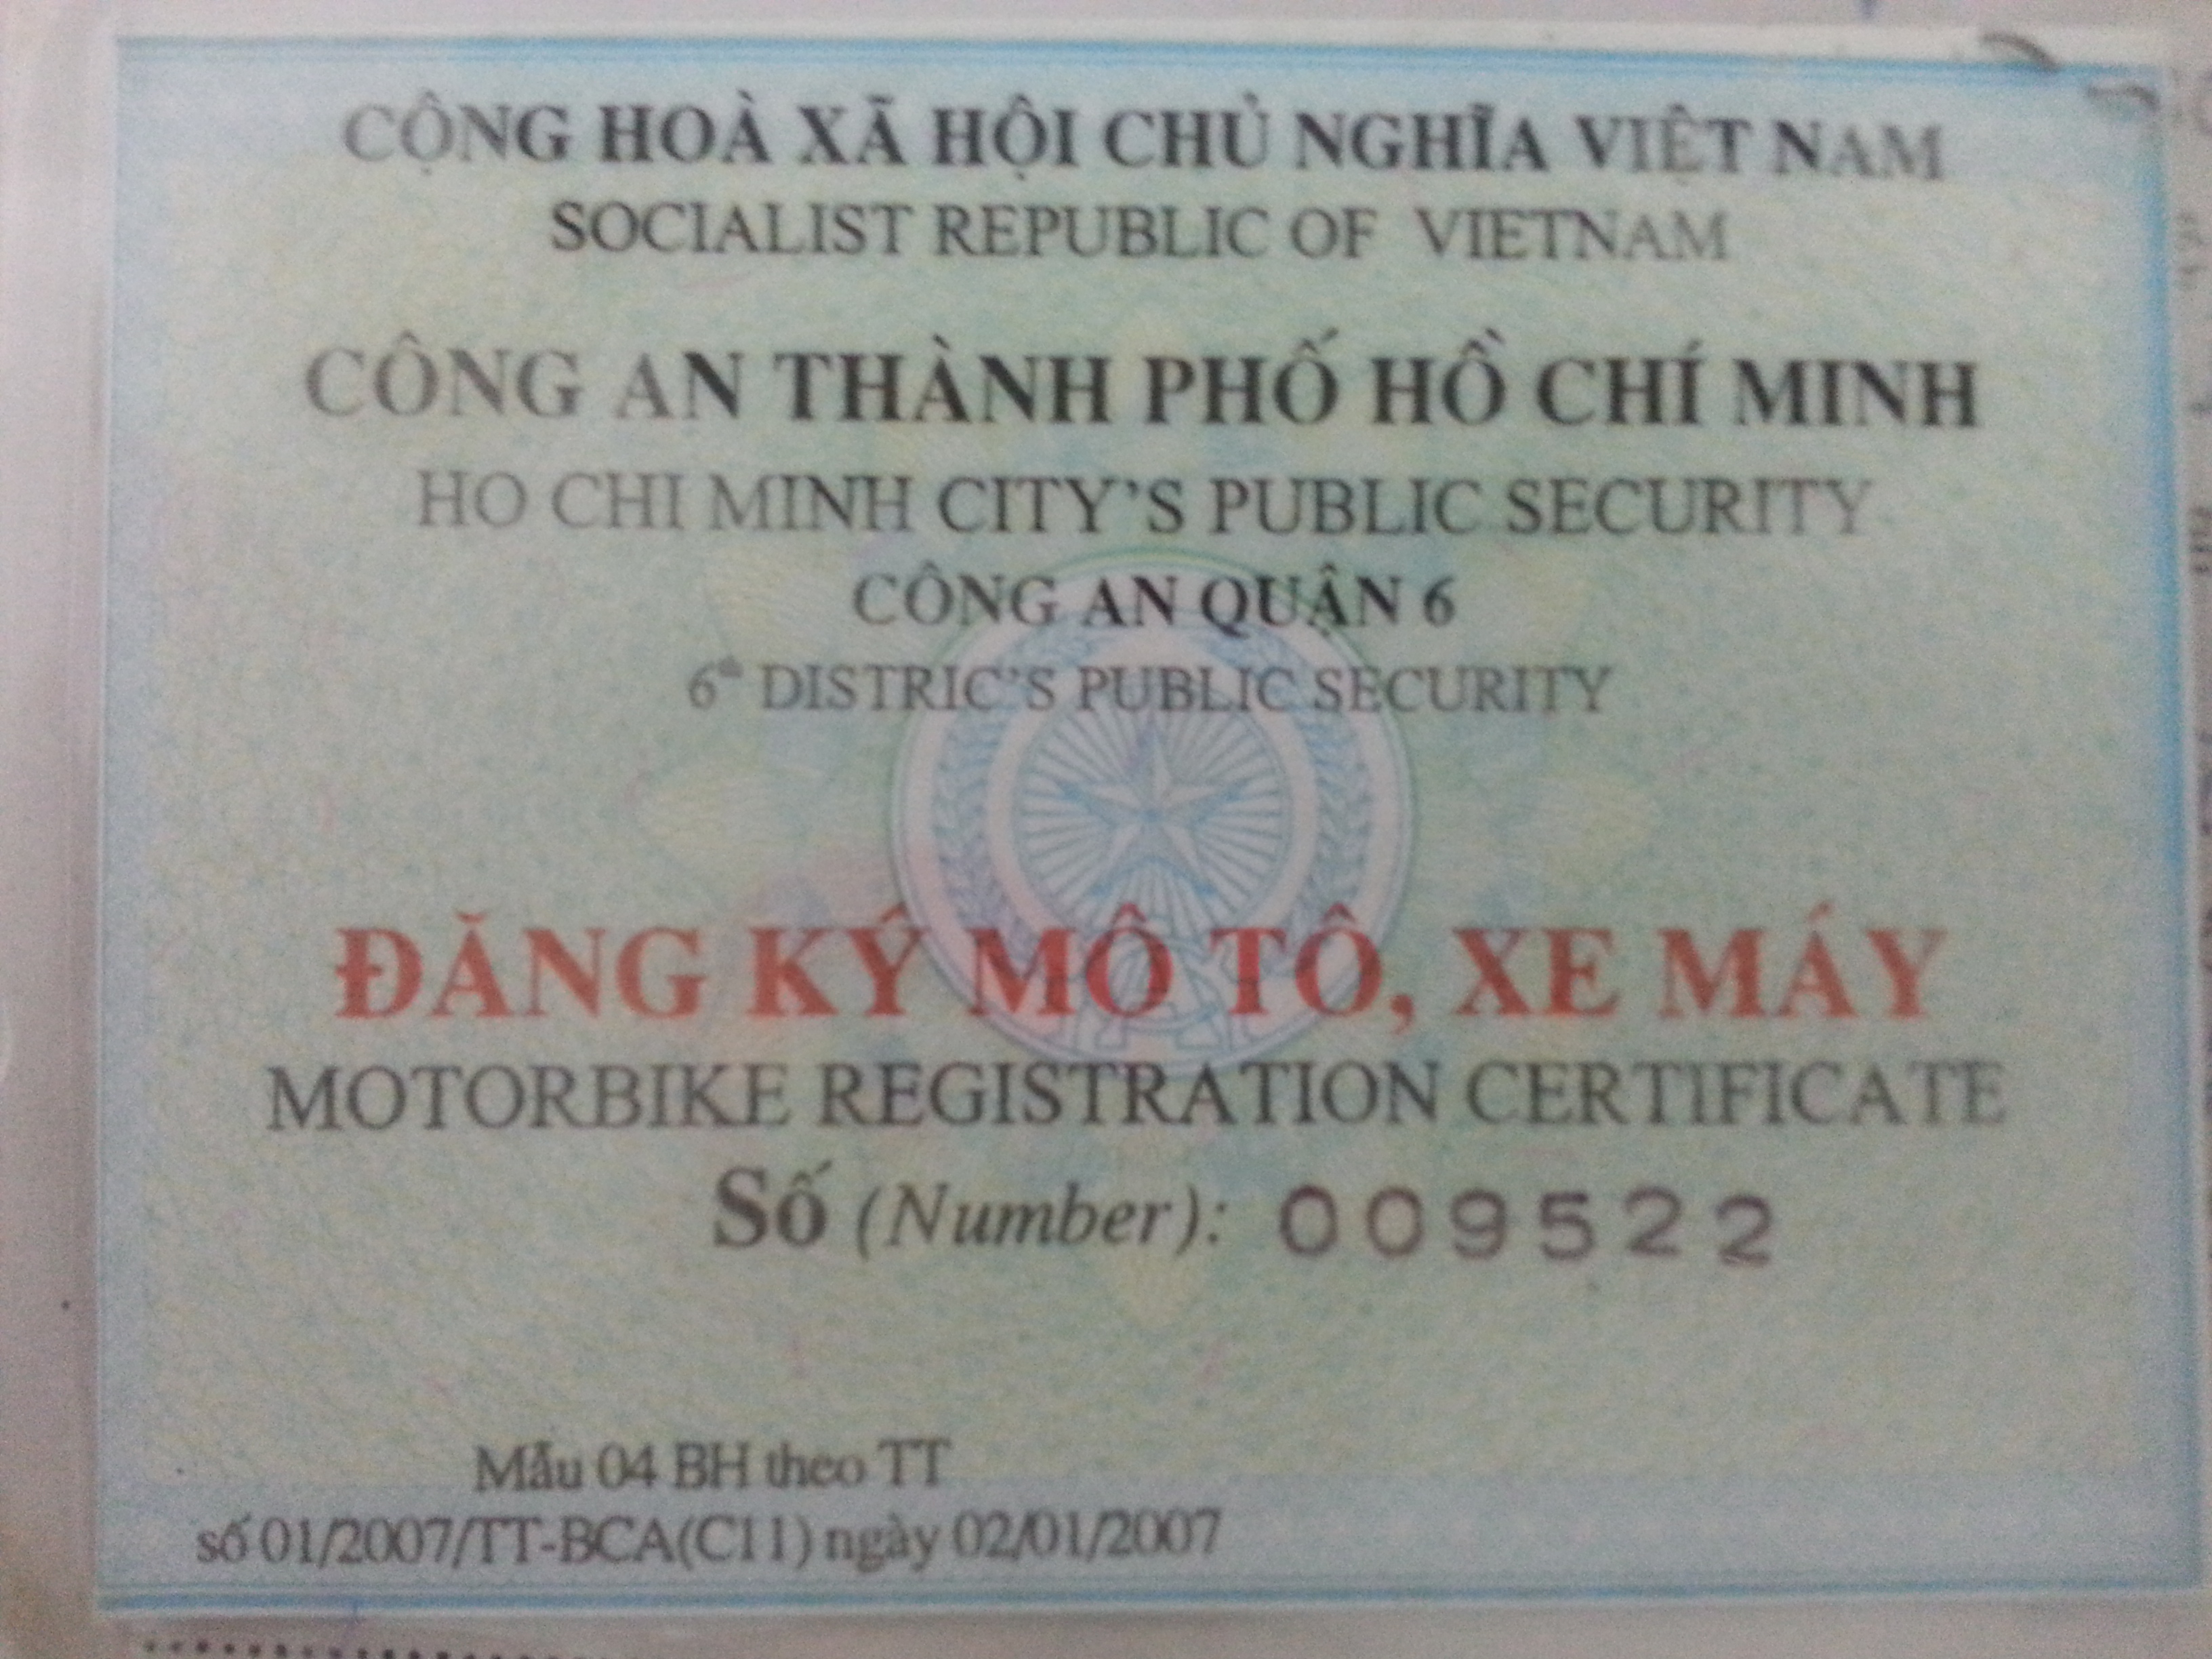 CỘNG HOÀ XÃ HỘI CHỦ NGHĨA VIỆT NAM
SOCIALIST REPUBLIC OF VIETNAM
CÔNG AN THÀNH PHỐ HỒ CHÍ MINH
HO CHI MINH CITY'S PUBLIC SECURITY
CÔNG AN QUẬN 6
6th DISTRIC'S PUBLIC SECURITY
ĐĂNG KÝ MÔ TÔ, XE MÁY
MOTORBIKE REGISTRATION CERTIFICATE
Số (Number): 009522
Mẫu 04 BH theo TT
số 01/2007/TT-BCA(C11) ngày 02/01/2007